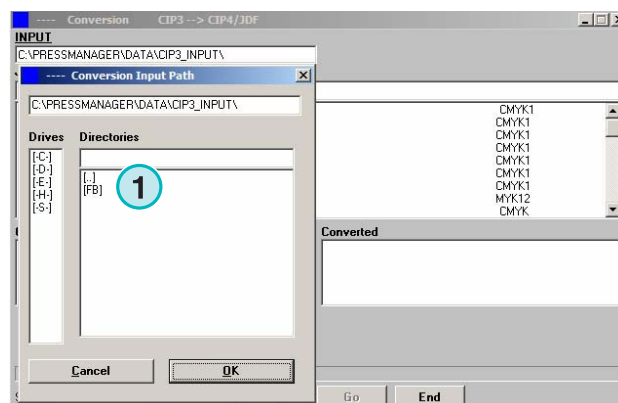 ---- Conversion CIP3 --> CIP4/JDF
INPUT
C:\PRESSMANAGER\DATA\CIP3_INPUT\
---- Conversion Input Path
C:\PRESSMANAGER\DATA\CIP3_INPUT\
Drives Directories
[-C-]
[-D-]
[-E-]
[-H-]
[-S-]
[..]
[FB]
1
CMYK1
CMYK1
CMYK1
CMYK1
CMYK1
CMYK1
CMYK1
MYK12
CMYK
Converted
Cancel OK
Go End